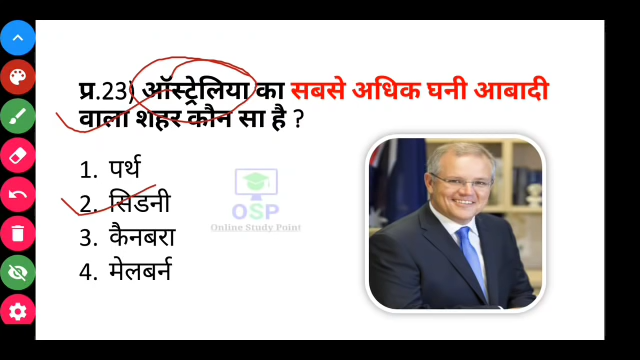 प्र.23) ऑस्ट्रेलिया का सबसे अधिक घनी आबादी
वाला शहर कौन सा है ?
1. पर्थ
2. सिडनी
3. कैनबरा
4. मेलबर्न
OSP
Online Study Point